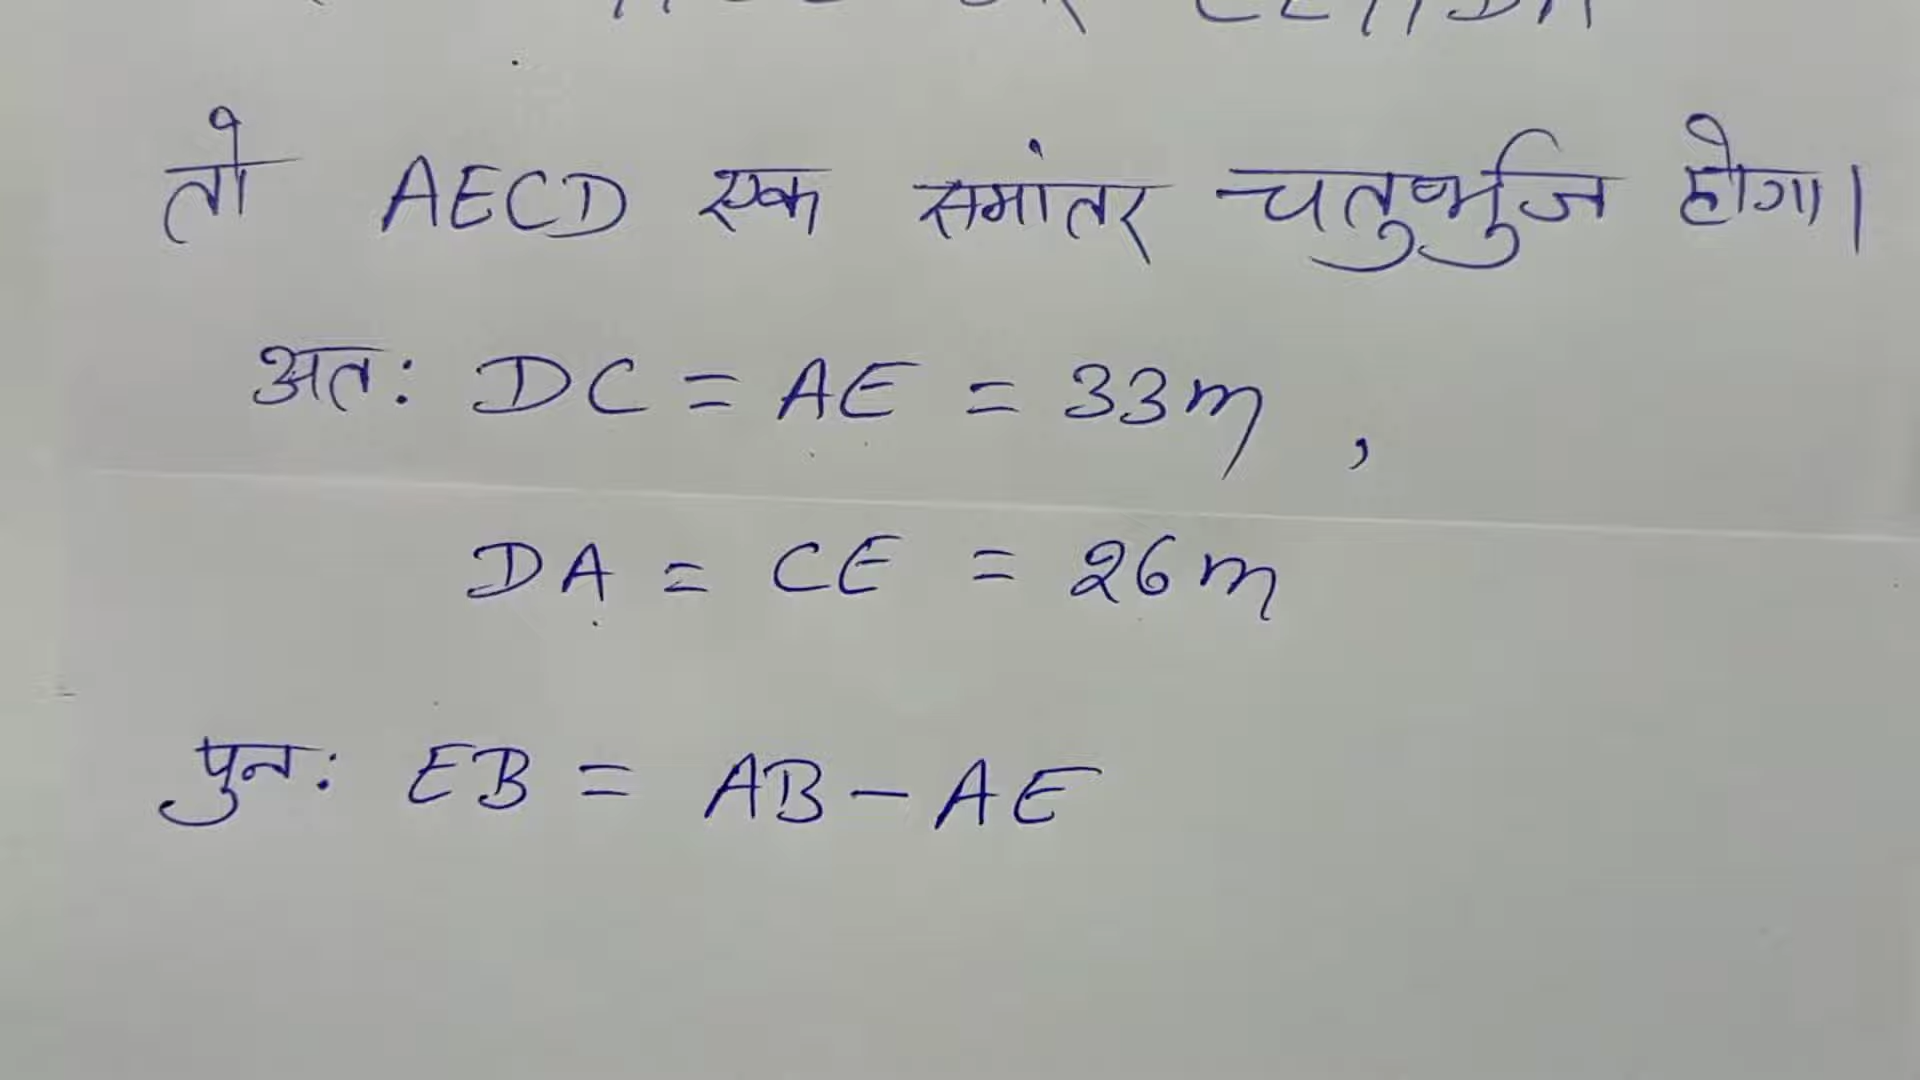 तो AECD एक समांतर चतुर्भुज होगा।
अतः DC = AE = 33m ,
DA = CE = 26m
पुनः EB = AB - AE